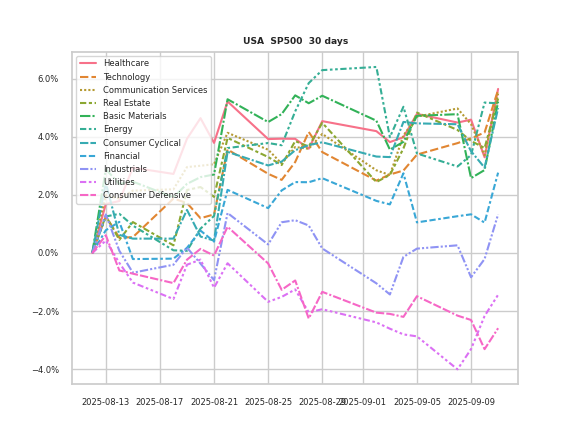 USA SP500 30 days
6.0%
4.0%
2.0%
0.0%
−2.0%
−4.0%
Healthcare
Technology
Communication Services
Real Estate
Basic Materials
Energy
Consumer Cyclical
Financial
Industrials
Utilities
Consumer Defensive
2025-08-13 2025-08-17 2025-08-21 2025-08-25 2025-08-29 2025-09-01 2025-09-05 2025-09-09